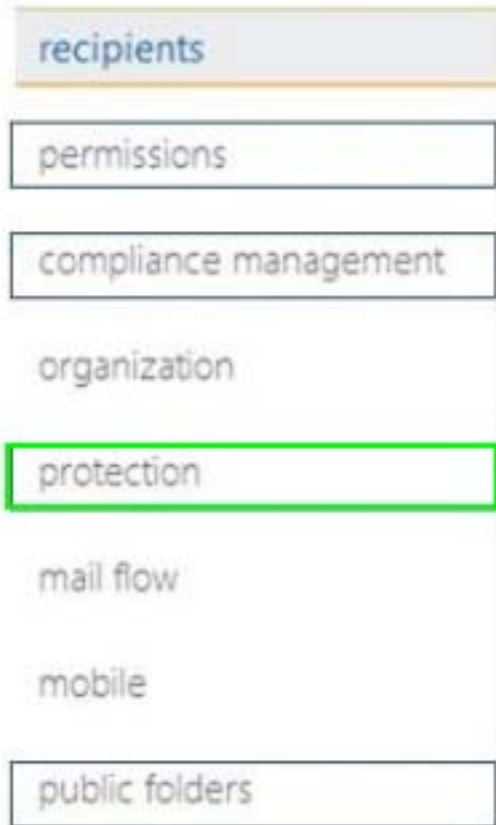 recipients
permissions
compliance management
organization
protection
mail flow
mobile
public folders